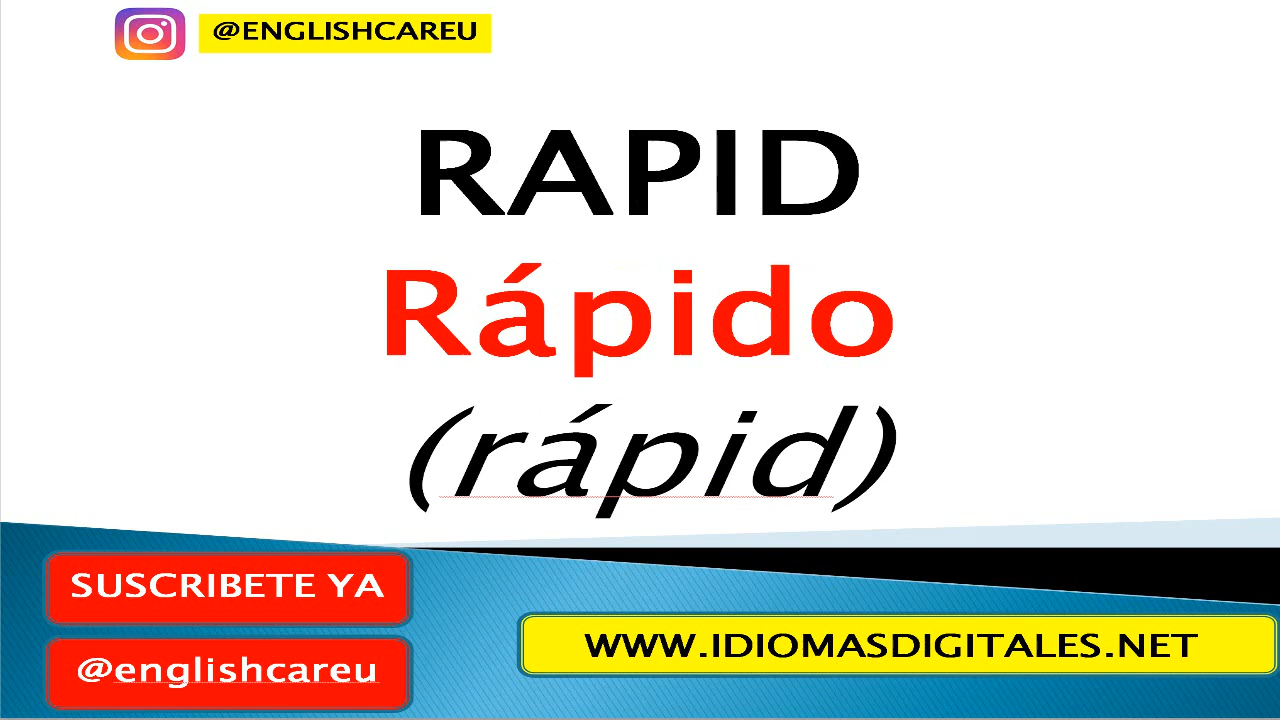 @ENGLISHCAREU
RAPID
Rápido
(rápid)
SUSCRIBETE YA
@englishcareu
WWW.IDIOMASDIGITALES.NET